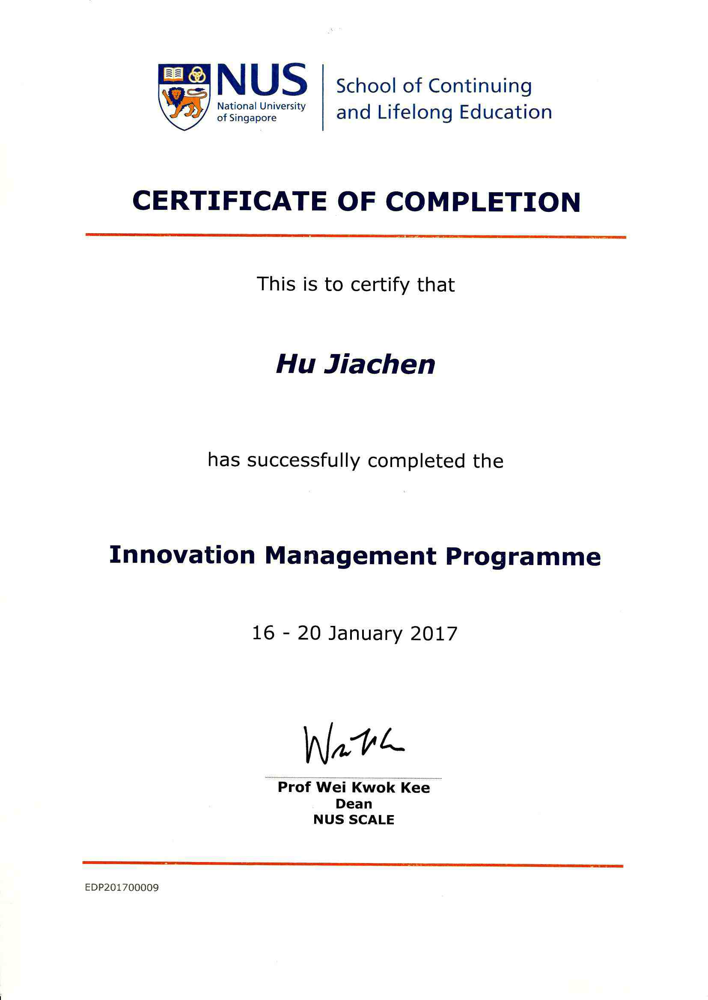 NUS
National University
of Singapore
School of Continuing
and Lifelong Education
CERTIFICATE OF COMPLETION
This is to certify that
Hu Jiachen
has successfully completed the
Innovation Management Programme
16 - 20 January 2017
Prof Wei Kwok Kee
Dean
NUS SCALE
EDP201700009